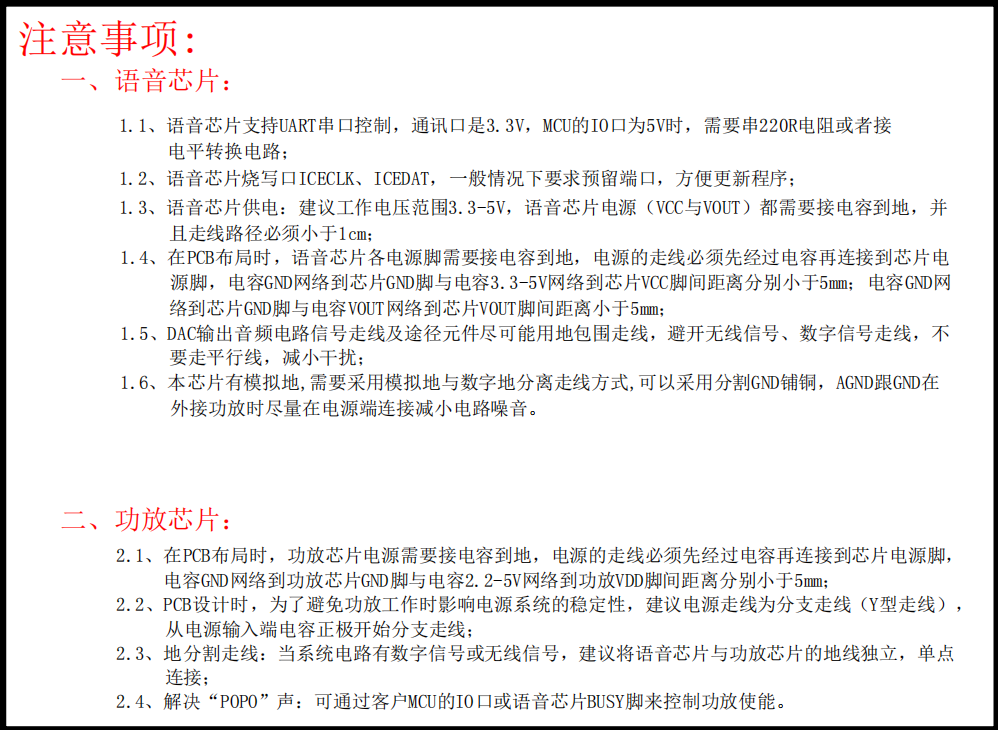 注意事项:
一、语音芯片:
1.1、语音芯片支持UART串口控制，通讯口是3.3V，MCU的IO口为5V时，需要串220R电阻或者接
电平转换电路;
1.2、语音芯片烧写口ICECLK、ICEDAT，一般情况下要求预留端口，方便更新程序;
1.3、语音芯片供电: 建议工作电压范围3.3-5V，语音芯片电源（VCC与VOUT）都需要接电容到地，并
且走线路径必须小于1cm;
1.4、在PCB布局时，语音芯片各电源脚需要接电容到地，电源的走线必须先经过电容再连接到芯片电
源脚，电容GND网络到芯片GND脚与电容3.3-5V网络到芯片VCC脚间距离分别小于5mm; 电容GND网
络到芯片GND脚与电容VOUT网络到芯片VOUT脚间距离小于5mm;
1.5、DAC输出音频电路信号走线及途径元件尽可能用地包围走线，避开无线信号、数字信号走线，不
要走平行线，减小干扰;
1.6、本芯片有模拟地,需要采用模拟地与数字地分离走线方式,可以采用分割GND铺铜，AGND跟GND在
外接功放时尽量在电源端连接减小电路噪音。
二、功放芯片:
2.1、在PCB布局时，功放芯片电源需要接电容到地，电源的走线必须先经过电容再连接到芯片电源脚，
电容GND网络到功放芯片GND脚与电容2.2-5V网络到功放VDD脚间距离分别小于5mm;
2.2、PCB设计时，为了避免功放工作时影响电源系统的稳定性，建议电源走线为分支走线（Y型走线），
从电源输入端电容正极开始分支走线;
2.3、地分割走线: 当系统电路有数字信号或无线信号，建议将语音芯片与功放芯片的地线独立，单点
连接;
2.4、解决“POPO”声: 可通过客户MCU的IO口或语音芯片BUSY脚来控制功放使能。